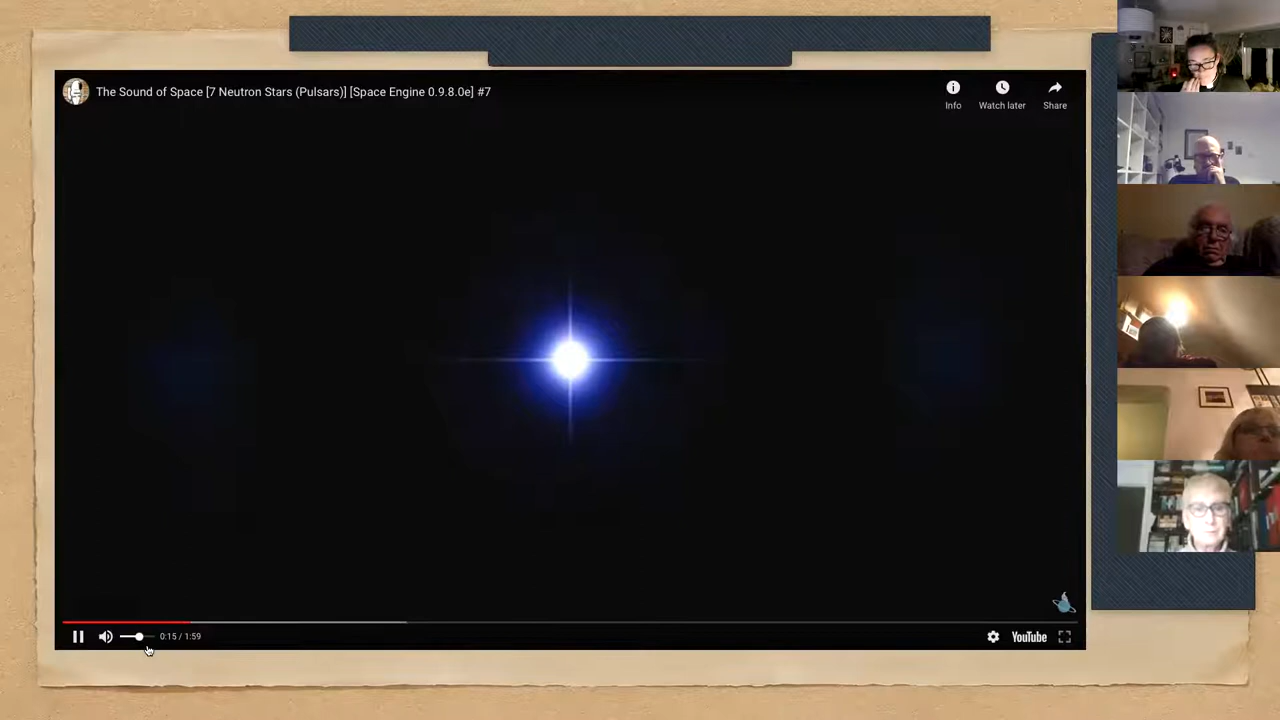 The Sound of Space [7 Neutron Stars (Pulsars)] [Space Engine 0.9.8.0e] #7
Info
Watch later
Share
0:15 / 1:59
YouTube